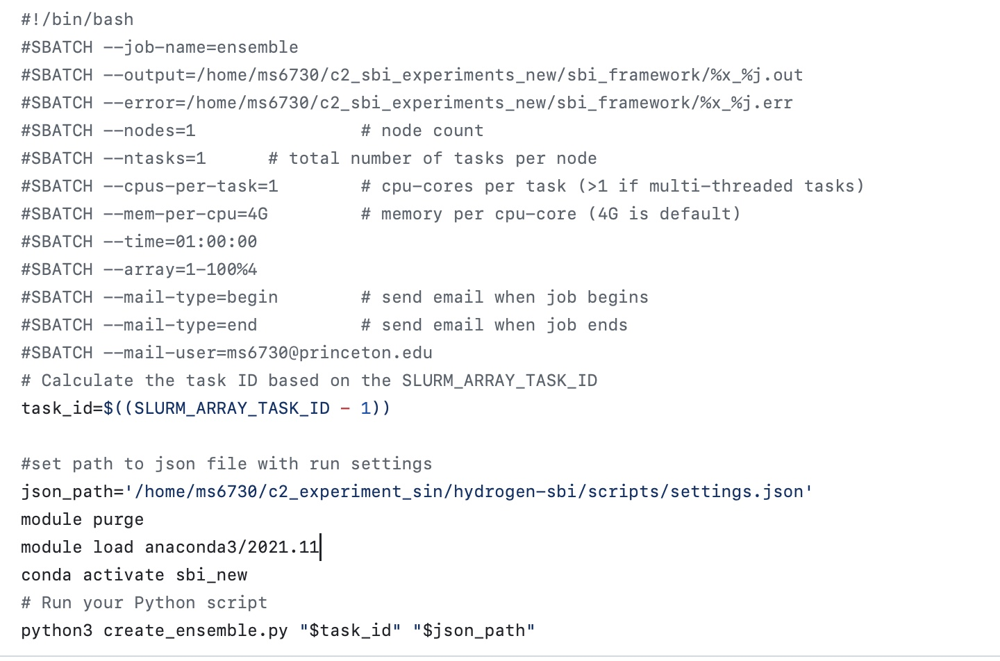 #!/bin/bash
#SBATCH --job-name=ensemble
#SBATCH --output=/home/ms6730/c2_sbi_experiments_new/sbi_framework/%x_%j.out
#SBATCH --error=/home/ms6730/c2_sbi_experiments_new/sbi_framework/%x_%j.err
#SBATCH --nodes=1                # node count
#SBATCH --ntasks=1      # total number of tasks per node
#SBATCH --cpus-per-task=1        # cpu-cores per task (>1 if multi-threaded tasks)
#SBATCH --mem-per-cpu=4G         # memory per cpu-core (4G is default)
#SBATCH --time=01:00:00
#SBATCH --array=1-100%4
#SBATCH --mail-type=begin        # send email when job begins
#SBATCH --mail-type=end          # send email when job ends
#SBATCH --mail-user=ms6730@princeton.edu
# Calculate the task ID based on the SLURM_ARRAY_TASK_ID
task_id=$((SLURM_ARRAY_TASK_ID - 1))

#set path to json file with run settings
json_path='/home/ms6730/c2_experiment_sin/hydrogen-sbi/scripts/settings.json'
module purge
module load anaconda3/2021.11
conda activate sbi_new
# Run your Python script
python3 create_ensemble.py "$task_id" "$json_path"